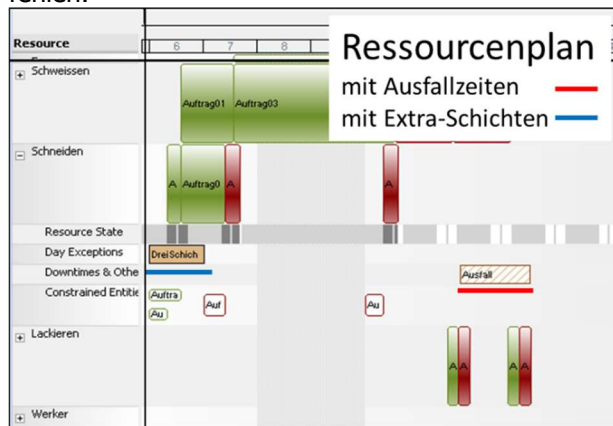 Resource
6 7 8
Ressourcenplan
mit Ausfallzeiten
mit Extra-Schichten
Schweissen
Auftrag01 Auftrag03
Schneiden
A Auftrag0 A A
Resource State
Day Exceptions
DreiSchich
Downtimes & Othe
Ausfall
Constrained Entitie
Auftra
Auf Au
Au
Lackieren
A A A A
Werker